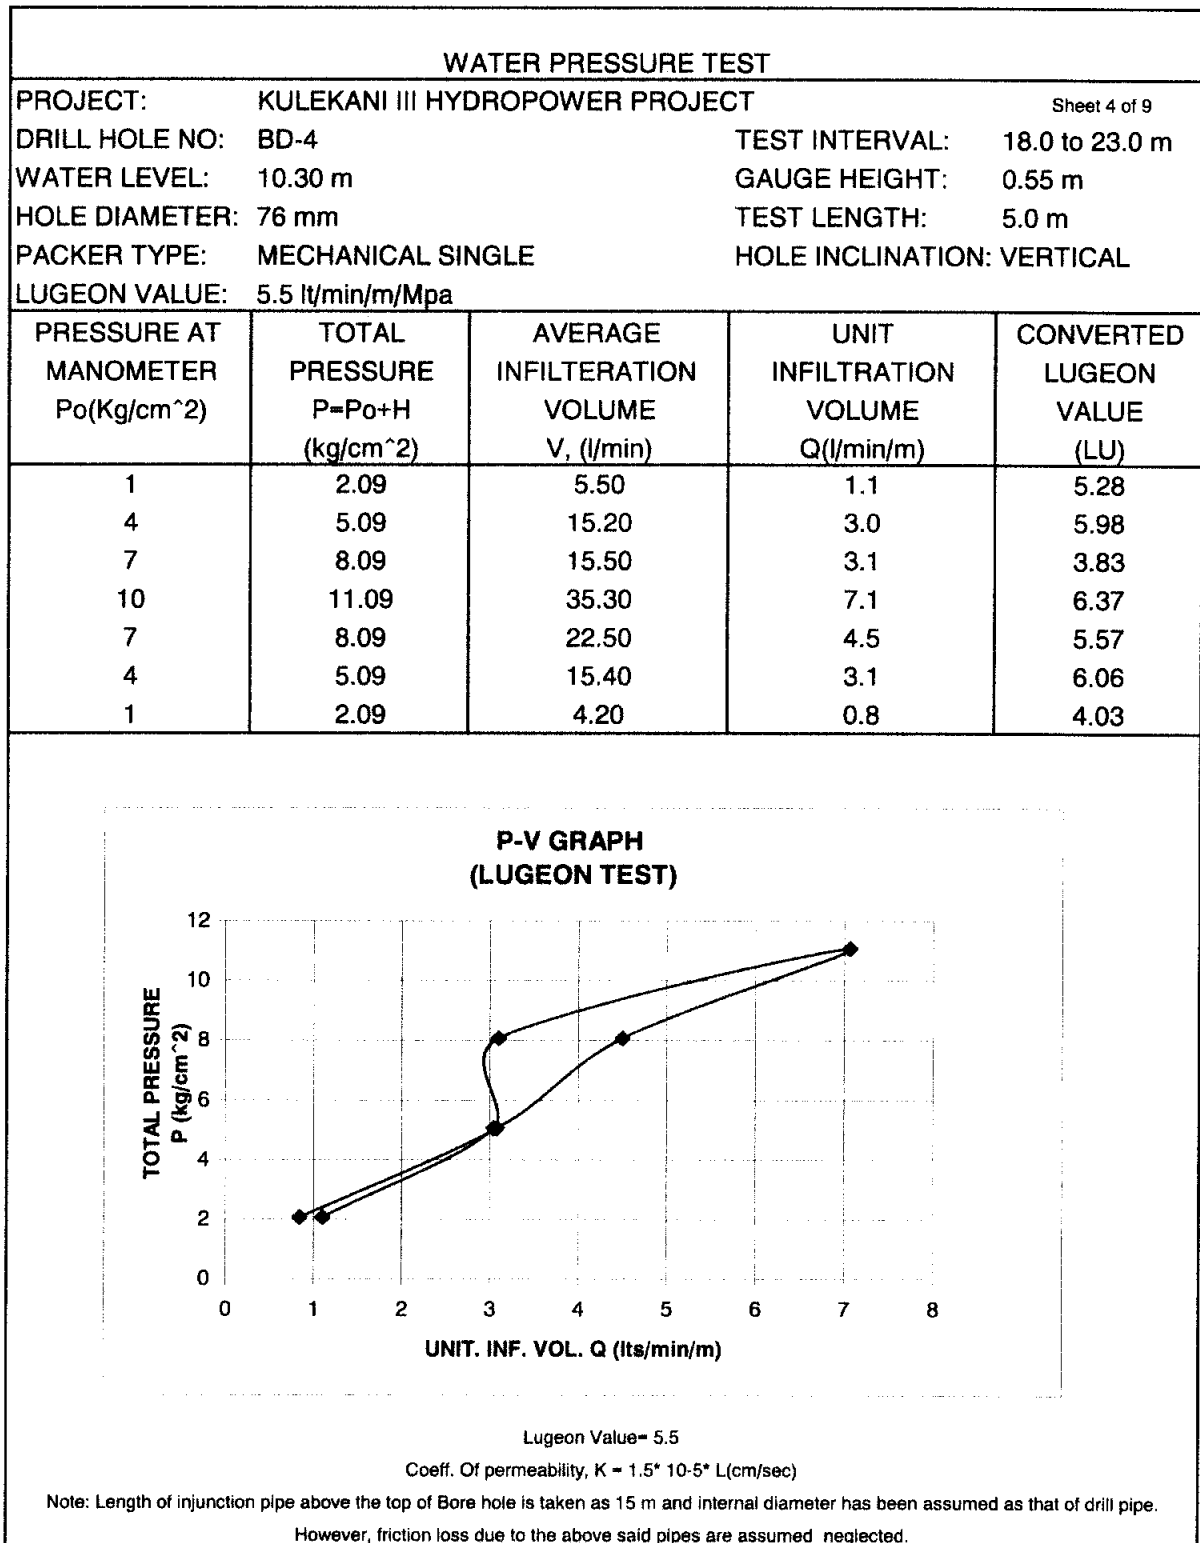 WATER PRESSURE TEST
PROJECT: KULEKANI III HYDROPOWER PROJECT Sheet 4 of 9
DRILL HOLE NO: BD-4 TEST INTERVAL: 18.0 to 23.0 m
WATER LEVEL: 10.30 m GAUGE HEIGHT: 0.55 m
HOLE DIAMETER: 76 mm TEST LENGTH: 5.0 m
PACKER TYPE: MECHANICAL SINGLE HOLE INCLINATION: VERTICAL
LUGEON VALUE: 5.5 lt/min/m/Mpa
PRESSURE AT TOTAL AVERAGE UNIT CONVERTED
MANOMETER PRESSURE INFILTERATION INFILTRATION LUGEON
Po(Kg/cm^2) P=Po+H VOLUME VOLUME VALUE
(kg/cm^2) V, (l/min) Q(l/min/m) (LU)
1 2.09 5.50 1.1 5.28
4 5.09 15.20 3.0 5.98
7 8.09 15.50 3.1 3.83
10 11.09 35.30 7.1 6.37
7 8.09 22.50 4.5 5.57
4 5.09 15.40 3.1 6.06
1 2.09 4.20 0.8 4.03
P-V GRAPH
(LUGEON TEST)
TOTAL PRESSURE
P (kg/cm^2)
12
10
8
6
4
2
0
0 1 2 3 4 5 6 7 8
UNIT. INF. VOL. Q (lts/min/m)
Lugeon Value= 5.5
Coeff. Of permeability, K = 1.5* 10-5* L(cm/sec)
Note: Length of injunction pipe above the top of Bore hole is taken as 15 m and internal diameter has been assumed as that of drill pipe.
However, friction loss due to the above said pipes are assumed neglected.